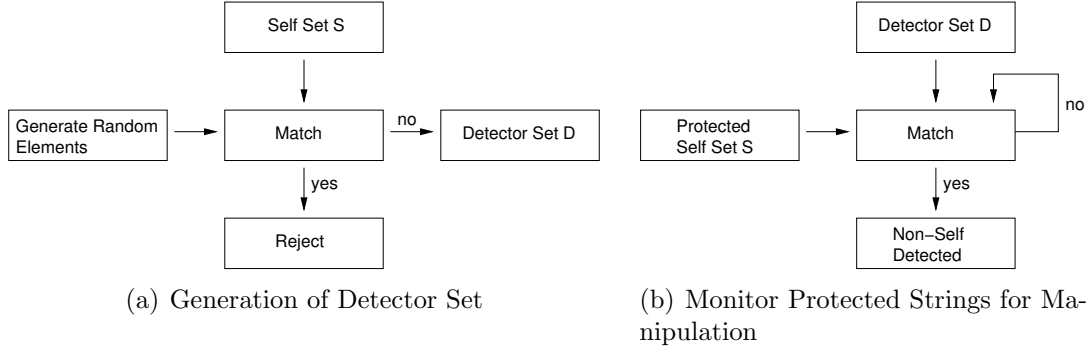 Self Set S
Generate Random
Elements
Match
no
Detector Set D
yes
Reject
(a) Generation of Detector Set
Detector Set D
no
Protected
Self Set S
Match
yes
Non−Self
Detected
(b) Monitor Protected Strings for Ma-
nipulation